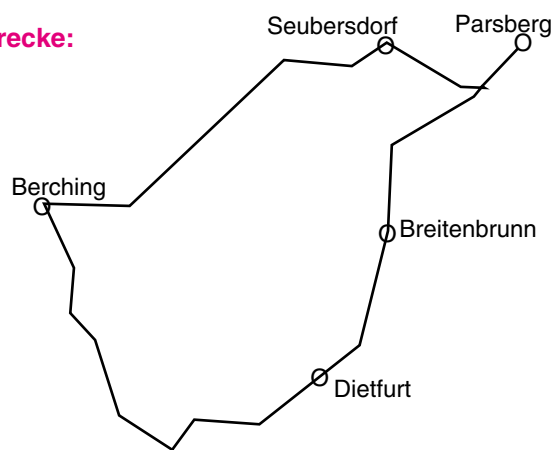 recke:
Seubersdorf
Parsberg
Berching
Breitenbrunn
Dietfurt